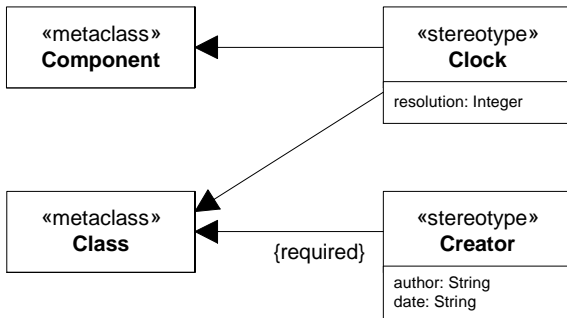 «metaclass»
Component
«stereotype»
Clock
resolution: Integer
«metaclass»
Class
{required}
«stereotype»
Creator
author: String
date: String